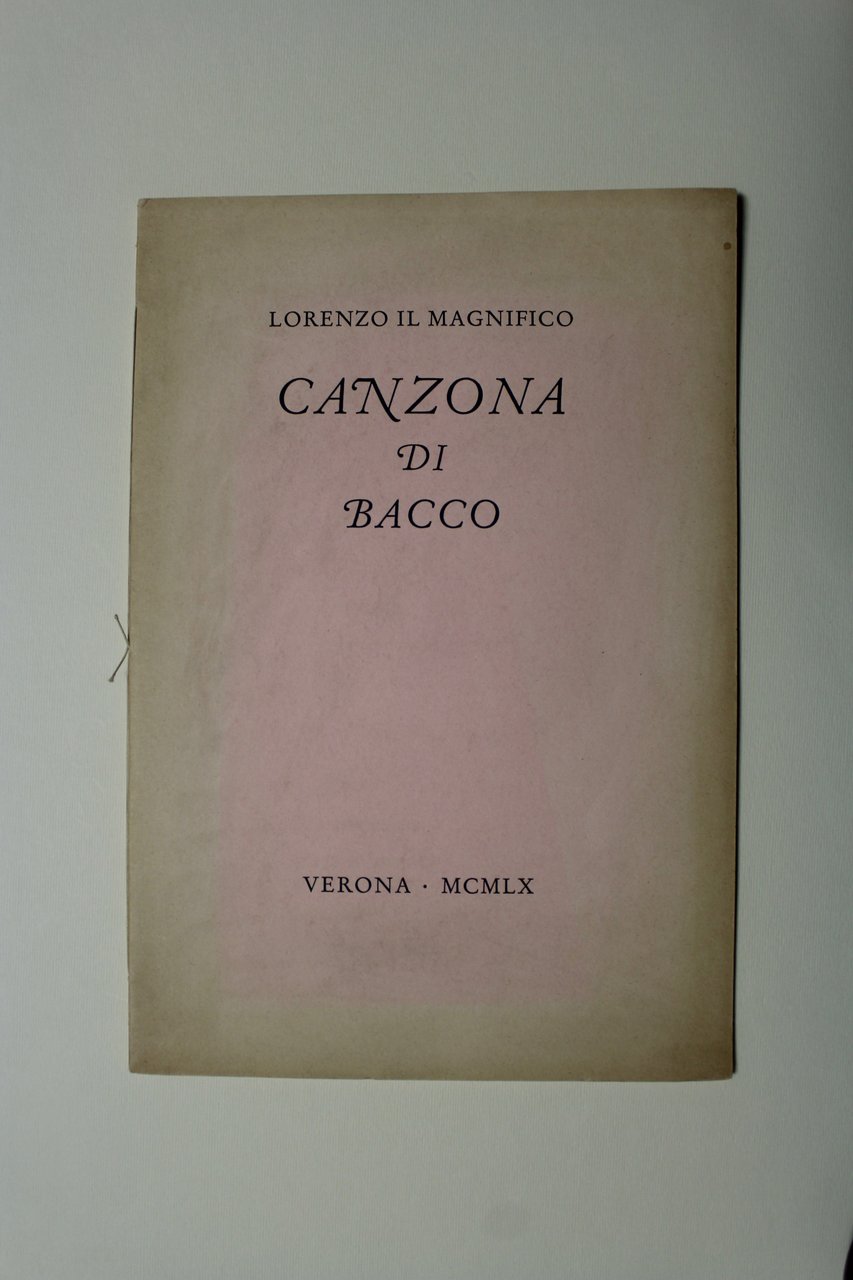 LORENZO IL MAGNIFICO
CANZONA
DI
BACCO
VERONA · MCMLX